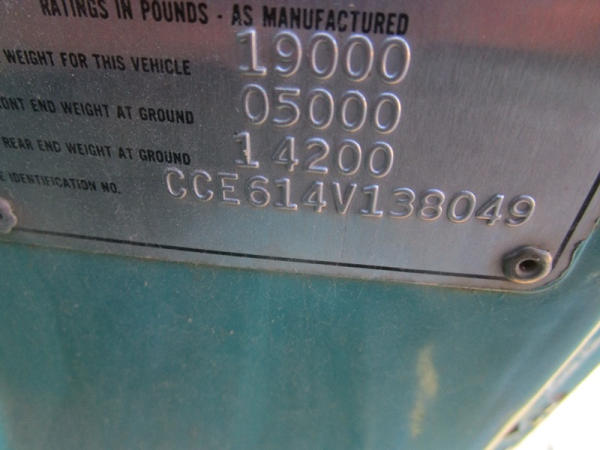 RATINGS IN POUNDS - AS MANUFACTURED
WEIGHT FOR THIS VEHICLE 19000
ONT END WEIGHT AT GROUND 05000
REAR END WEIGHT AT GROUND 14200
E IDENTIFICATION NO. CCE614V138049